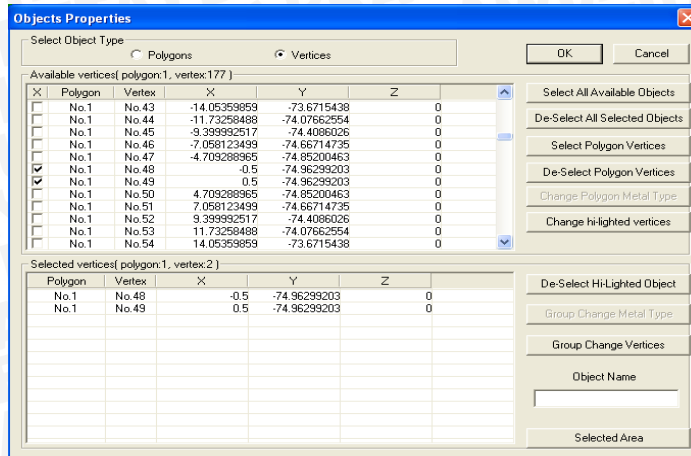 Objects Properties
Select Object Type
Polygons
Vertices
OK
Cancel
Available vertices( polygon:1, vertex:177 )
X Polygon Vertex X Y Z
No.1 No.43 -14.05359859 -73.6715438 0
No.1 No.44 -11.73258488 -74.07662554 0
No.1 No.45 -9.399992517 -74.4086026 0
No.1 No.46 -7.058123499 -74.66714735 0
No.1 No.47 -4.709288965 -74.85200463 0
No.1 No.48 -0.5 -74.96299203 0
No.1 No.49 0.5 -74.96299203 0
No.1 No.50 4.709288965 -74.85200463 0
No.1 No.51 7.058123499 -74.66714735 0
No.1 No.52 9.399992517 -74.4086026 0
No.1 No.53 11.73258488 -74.07662554 0
No.1 No.54 14.05359859 -73.6715438 0
Select All Available Objects
De-Select All Selected Objects
Select Polygon Vertices
De-Select Polygon Vertices
Change Polygon Metal Type
Change hi-lighted vertices
Selected vertices( polygon:1, vertex:2 )
Polygon Vertex X Y Z
No.1 No.48 -0.5 -74.96299203 0
No.1 No.49 0.5 -74.96299203 0
De-Select Hi-Lighted Object
Group Change Metal Type
Group Change Vertices
Object Name
Selected Area